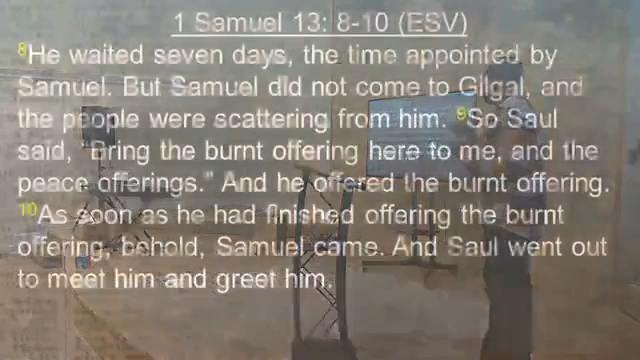 1 Samuel 13: 8-10 (ESV)
8He waited seven days, the time appointed by
Samuel. But Samuel did not come to Gilgal, and
the people were scattering from him. 9So Saul
said, "Bring the burnt offering here to me, and the
peace offerings." And he offered the burnt offering.
10As soon as he had finished offering the burnt
offering, behold, Samuel came. And Saul went out
to meet him and greet him.